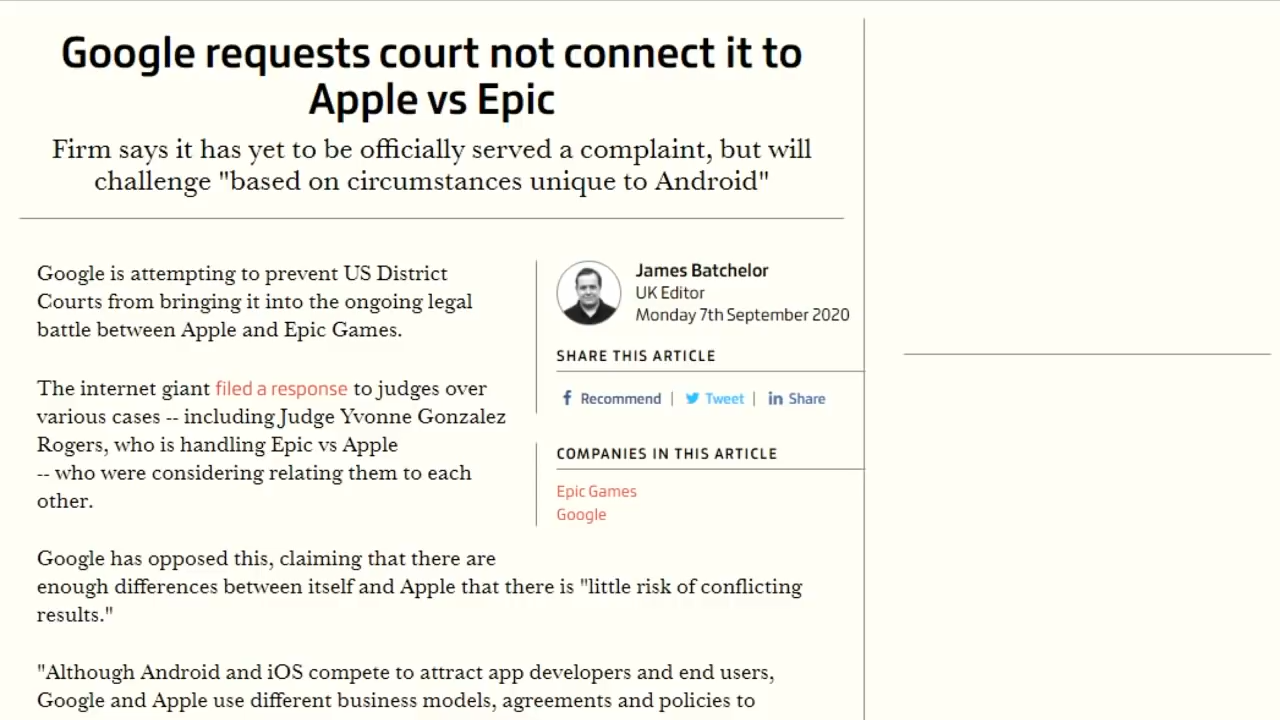 Google requests court not connect it to
Apple vs Epic
Firm says it has yet to be officially served a complaint, but will
challenge "based on circumstances unique to Android"
Google is attempting to prevent US District
Courts from bringing it into the ongoing legal
battle between Apple and Epic Games.
The internet giant filed a response to judges over
various cases -- including Judge Yvonne Gonzalez
Rogers, who is handling Epic vs Apple
-- who were considering relating them to each
other.
Google has opposed this, claiming that there are
enough differences between itself and Apple that there is "little risk of conflicting
results."
"Although Android and iOS compete to attract app developers and end users,
Google and Apple use different business models, agreements and policies to
James Batchelor
UK Editor
Monday 7th September 2020
SHARE THIS ARTICLE
Recommend | Tweet | in Share
COMPANIES IN THIS ARTICLE
Epic Games
Google